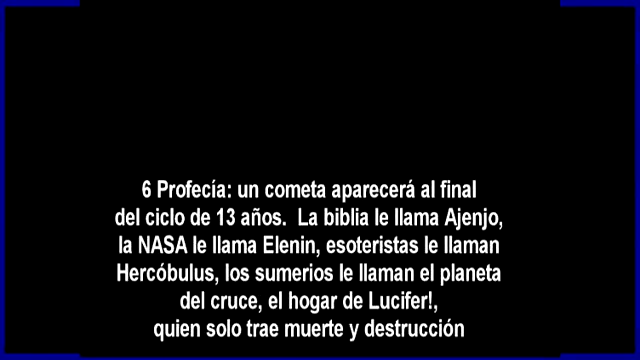 6 Profecía: un cometa aparecerá al final
del ciclo de 13 años. La biblia le llama Ajenjo,
la NASA le llama Elenin, esoteristas le llaman
Hercóbulus, los sumerios le llaman el planeta
del cruce, el hogar de Lucifer!,
quien solo trae muerte y destrucción